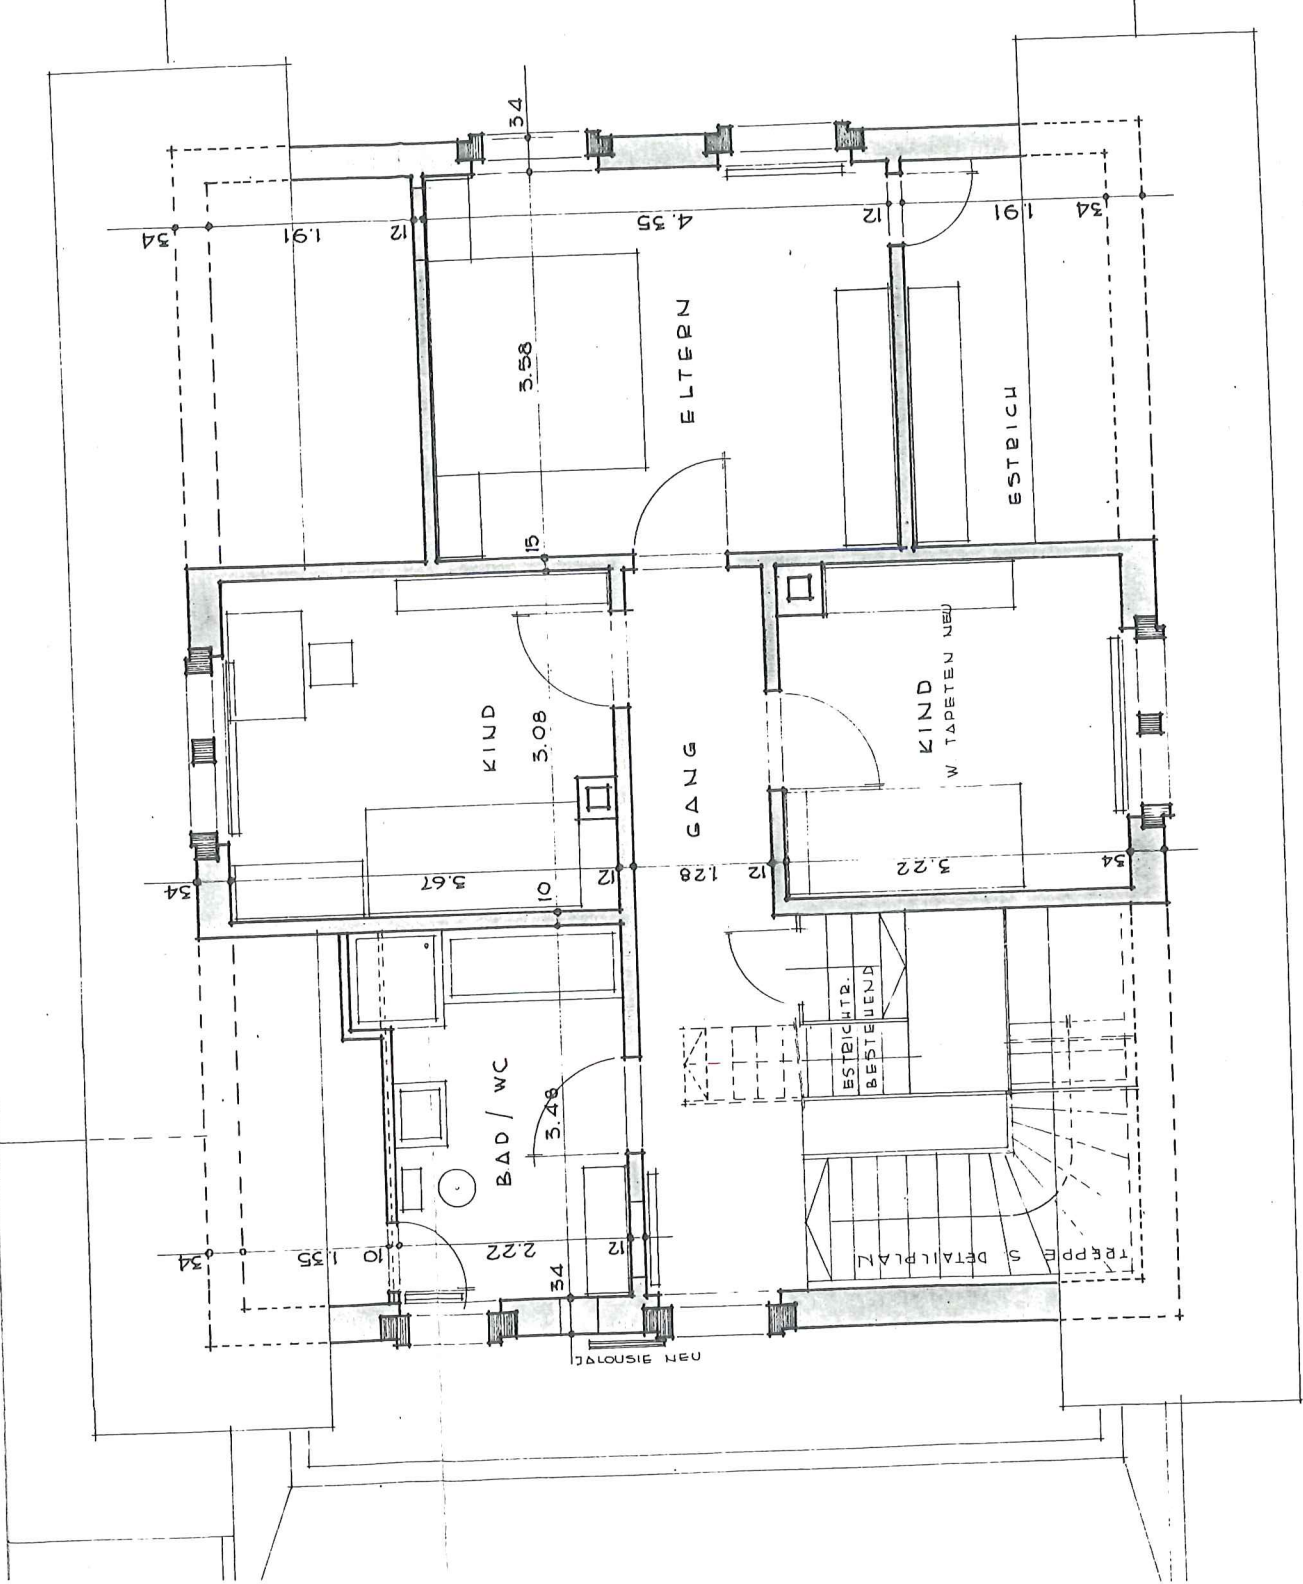 34
34
1.91
12
4.35
12
1.91
34
3.58
ELTERN
ESTRICH
15
KIND
3.08
GANG
KIND
W TAPETEN NEU
34
3.67
12
1.28
12
3.22
34
10
BAD / WC
3.48
ESTRICHTR.
BESTEHEND
34
1.35
10
2.22
12
34
TREPPE S DETAILPLAN
JALOUSIE NEU